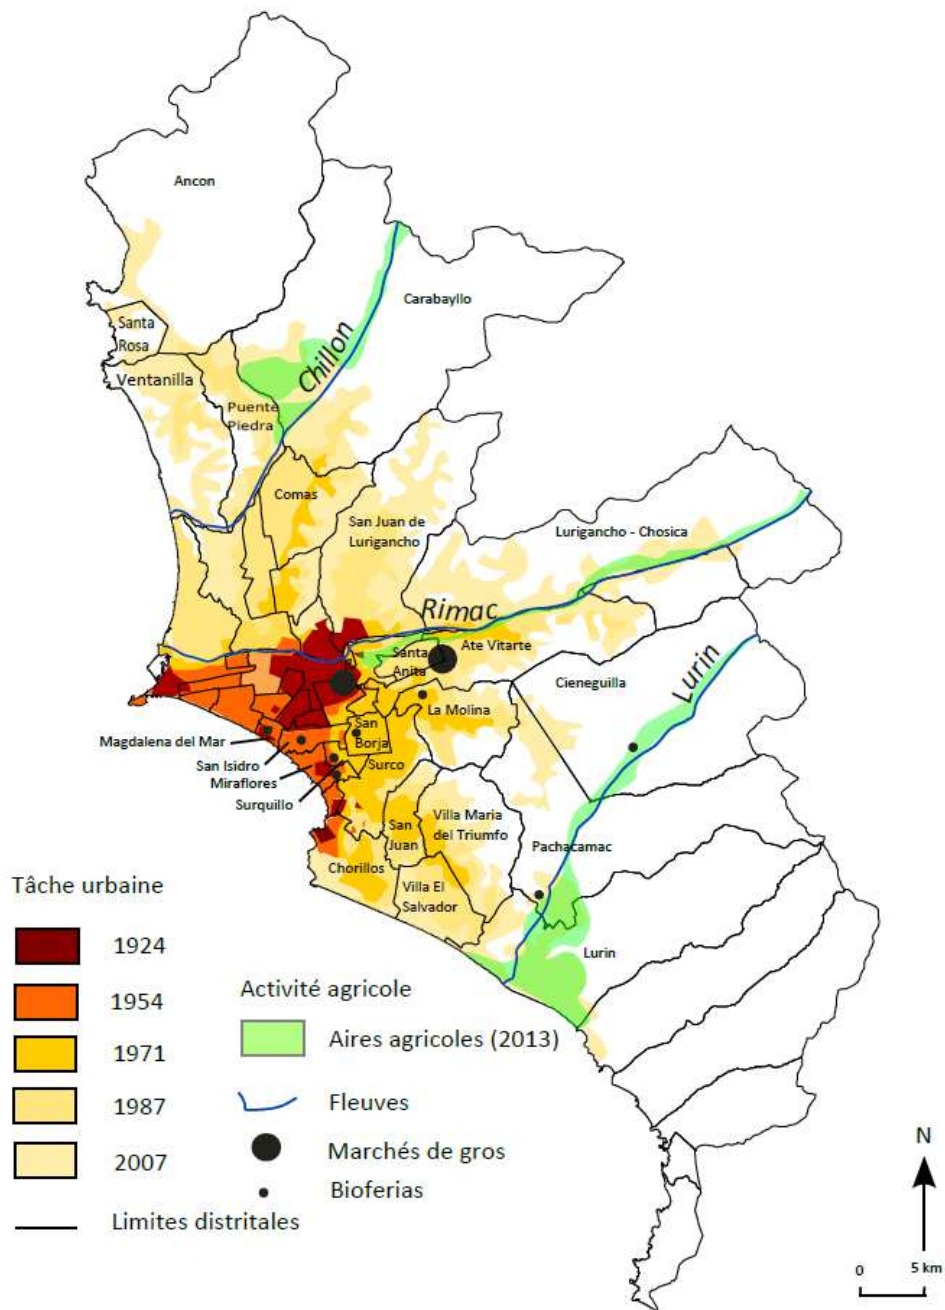 Ancon
Carabayllo
Santa
Rosa
Chillon
Ventanilla
Puente
Piedra
Comas
San Juan de
Lurigancho
Lurigancho - Chosica
Rimac
Santa
Anita
Ate Vitarte
Cieneguilla
Lurin
La Molina
San
Borja
Magdalena del Mar
San Isidro
Surco
Miraflores
Surquillo
San
Juan
Villa Maria
del Triumfo
Pachacamac
Chorillos
Villa El
Salvador
Lurin
Tâche urbaine
1924
1954
1971
1987
2007
Limites distritales
Activité agricole
Aires agricoles (2013)
Fleuves
Marchés de gros
Bioferias
N
0
5 km